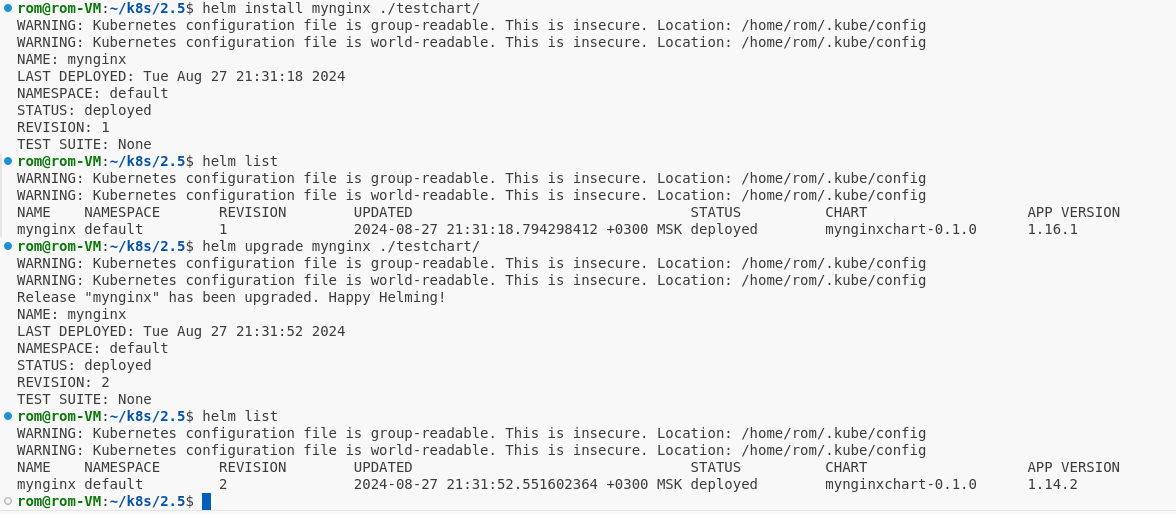 rom@rom-VM:~/k8s/2.5$ helm install mynginx ./testchart/
WARNING: Kubernetes configuration file is group-readable. This is insecure. Location: /home/rom/.kube/config
WARNING: Kubernetes configuration file is world-readable. This is insecure. Location: /home/rom/.kube/config
NAME: mynginx
LAST DEPLOYED: Tue Aug 27 21:31:18 2024
NAMESPACE: default
STATUS: deployed
REVISION: 1
TEST SUITE: None
rom@rom-VM:~/k8s/2.5$ helm list
WARNING: Kubernetes configuration file is group-readable. This is insecure. Location: /home/rom/.kube/config
WARNING: Kubernetes configuration file is world-readable. This is insecure. Location: /home/rom/.kube/config
NAME    NAMESPACE       REVISION        UPDATED                                 STATUS          CHART                   APP VERSION
mynginx default         1               2024-08-27 21:31:18.794298412 +0300 MSK deployed        mynginxchart-0.1.0      1.16.1
rom@rom-VM:~/k8s/2.5$ helm upgrade mynginx ./testchart/
WARNING: Kubernetes configuration file is group-readable. This is insecure. Location: /home/rom/.kube/config
WARNING: Kubernetes configuration file is world-readable. This is insecure. Location: /home/rom/.kube/config
Release "mynginx" has been upgraded. Happy Helming!
NAME: mynginx
LAST DEPLOYED: Tue Aug 27 21:31:52 2024
NAMESPACE: default
STATUS: deployed
REVISION: 2
TEST SUITE: None
rom@rom-VM:~/k8s/2.5$ helm list
WARNING: Kubernetes configuration file is group-readable. This is insecure. Location: /home/rom/.kube/config
WARNING: Kubernetes configuration file is world-readable. This is insecure. Location: /home/rom/.kube/config
NAME    NAMESPACE       REVISION        UPDATED                                 STATUS          CHART                   APP VERSION
mynginx default         2               2024-08-27 21:31:52.551602364 +0300 MSK deployed        mynginxchart-0.1.0      1.14.2
rom@rom-VM:~/k8s/2.5$